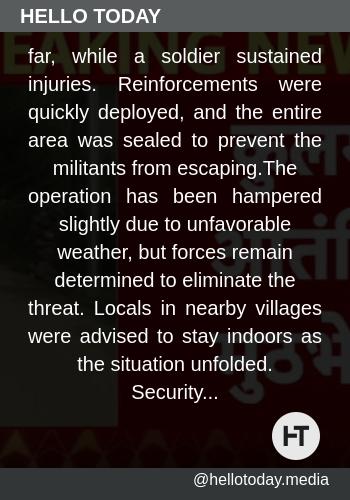 HELLO TODAY
far, while a soldier sustained
injuries. Reinforcements were
quickly deployed, and the entire
area was sealed to prevent the
militants from escaping.The
operation has been hampered
slightly due to unfavorable
weather, but forces remain
determined to eliminate the
threat. Locals in nearby villages
were advised to stay indoors as
the situation unfolded.
Security...
HT
@hellotoday.media